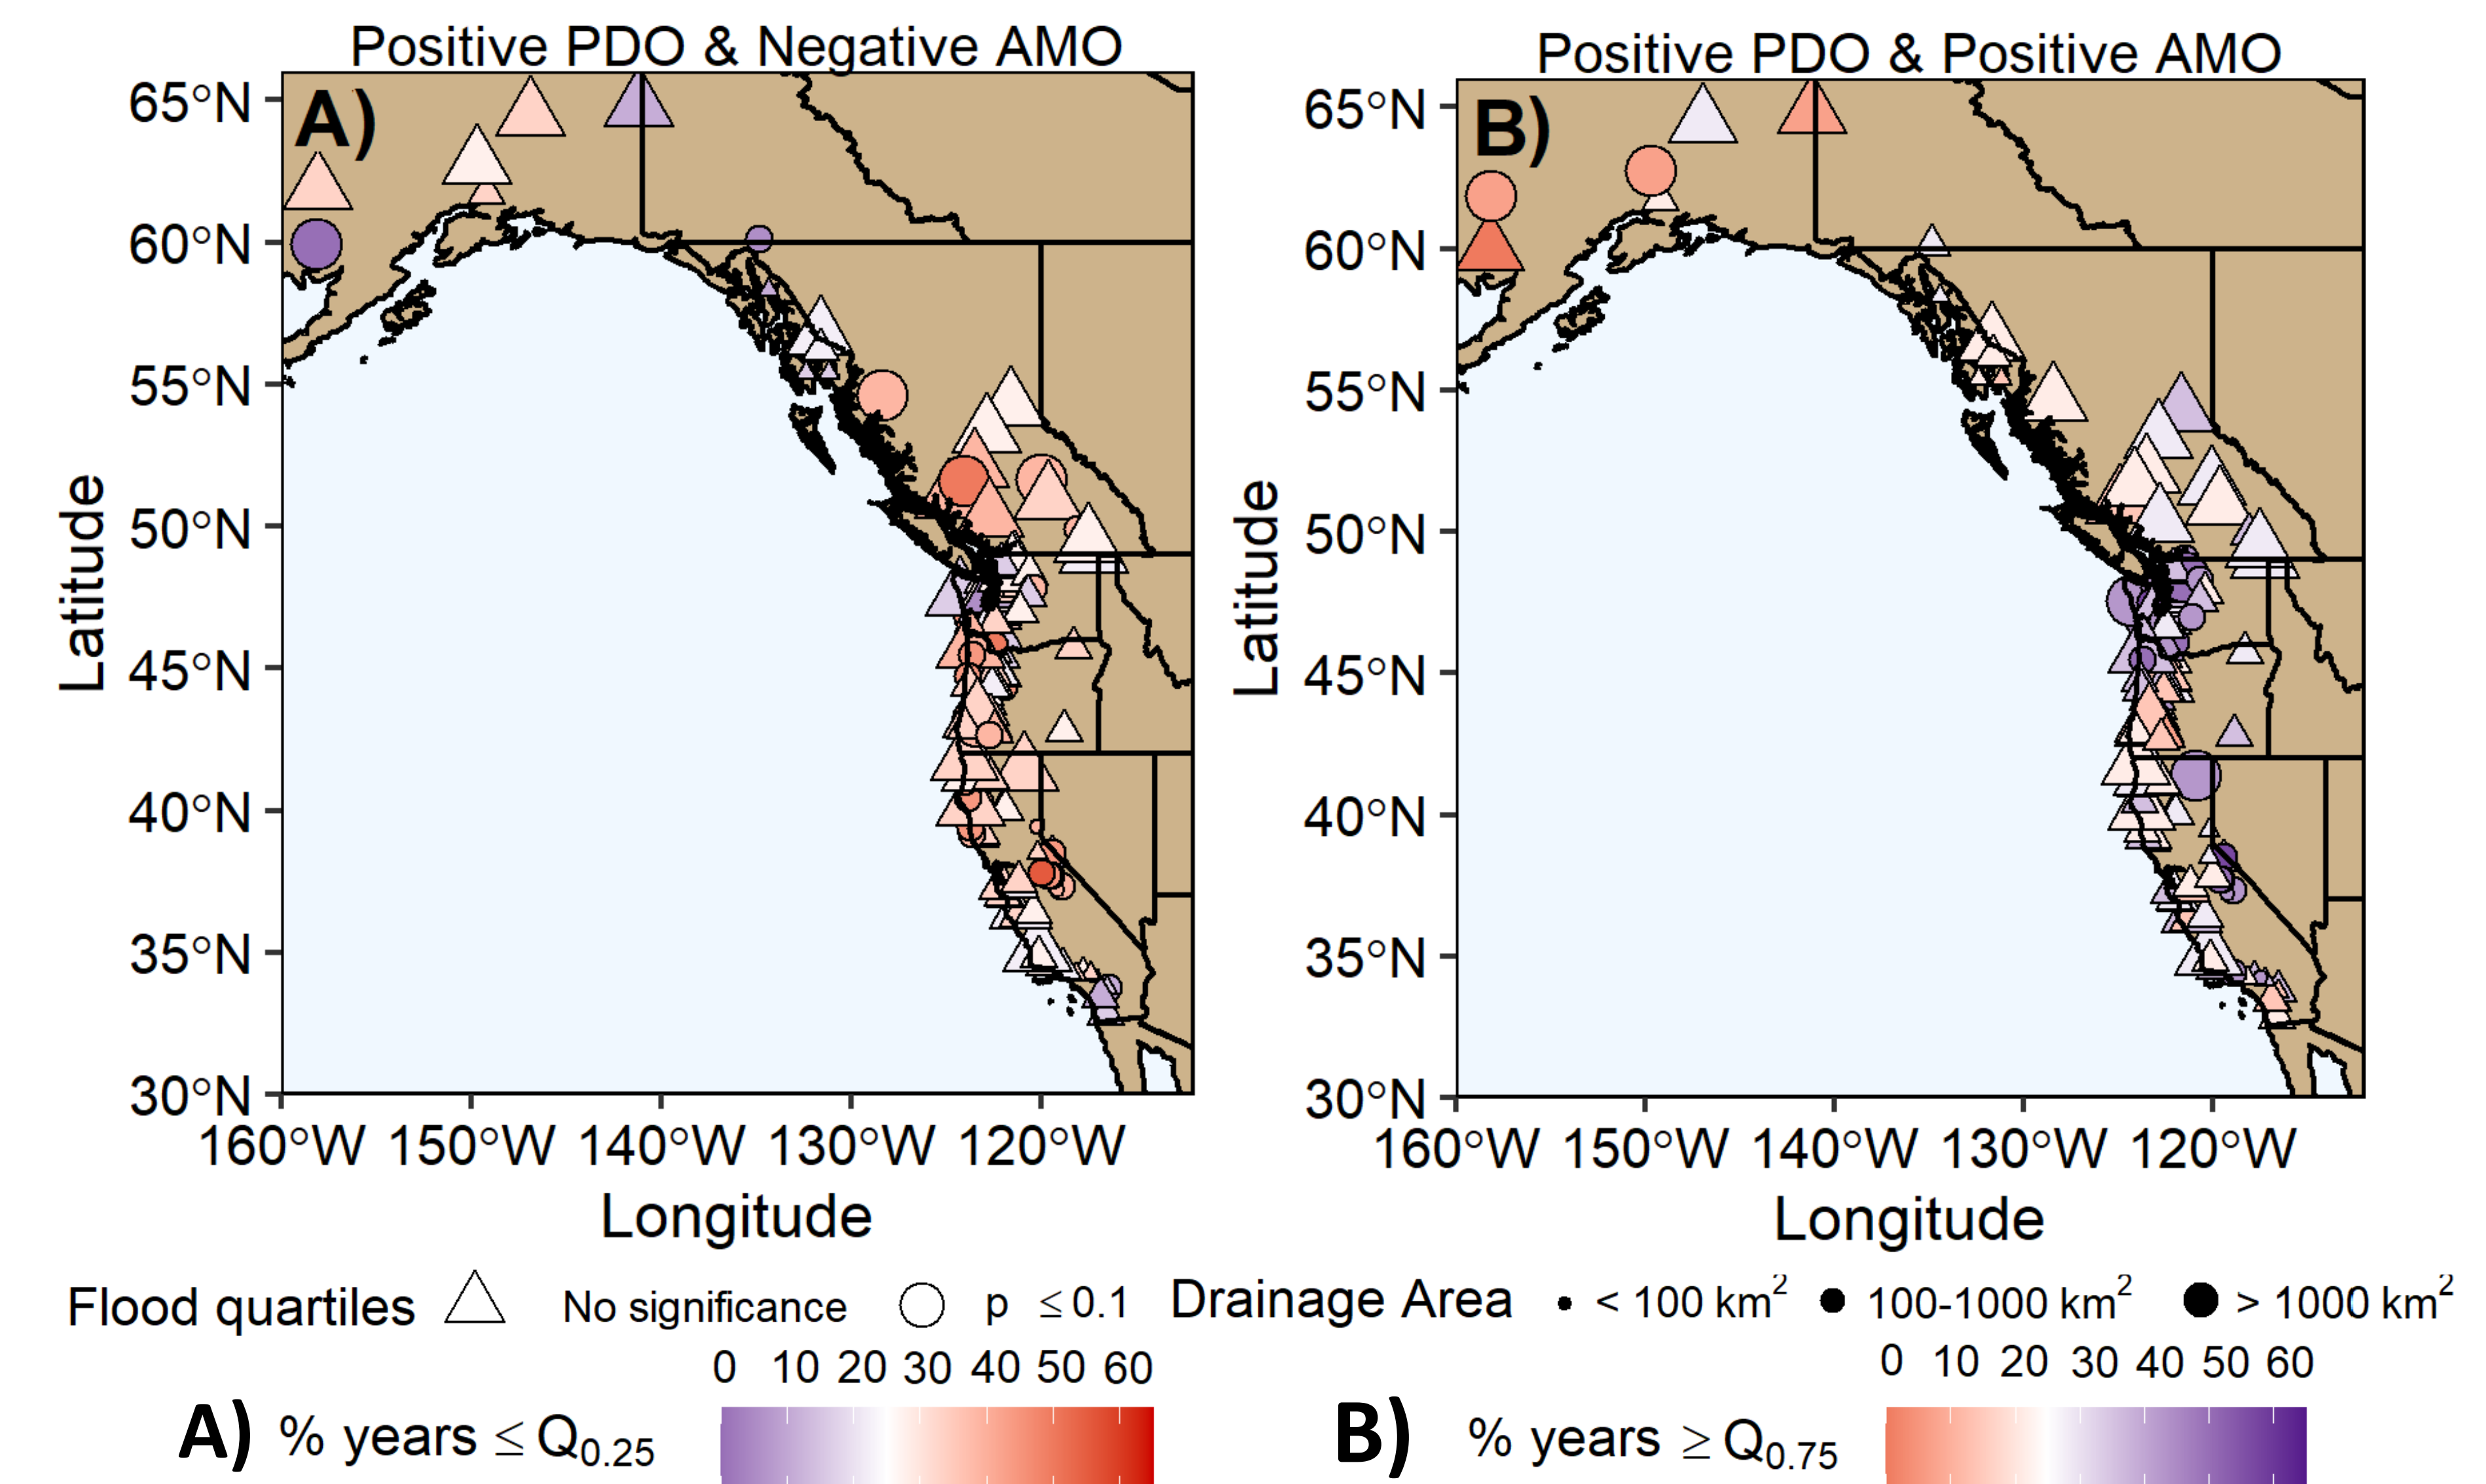 Positive PDO & Negative AMO
A)
65°N
60°N
55°N
50°N
45°N
40°N
35°N
30°N
Latitude
160°W 150°W 140°W 130°W 120°W
Longitude
Positive PDO & Positive AMO
B)
65°N
60°N
55°N
50°N
45°N
40°N
35°N
30°N
Latitude
160°W 150°W 140°W 130°W 120°W
Longitude
Flood quartiles No significance p ≤ 0.1 Drainage Area < 100 km² 100-1000 km² > 1000 km²
0 10 20 30 40 50 60
A) % years ≤ Q₀.₂₅
0 10 20 30 40 50 60
B) % years ≥ Q₀.₇₅